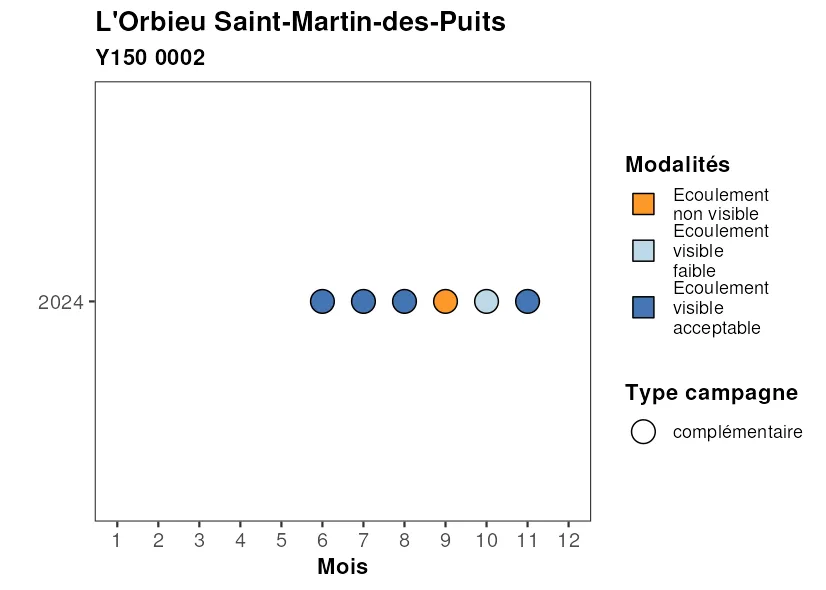 L'Orbieu Saint-Martin-des-Puits
Y150 0002
Modalités
Ecoulement
non visible
Ecoulement
visible
faible
Ecoulement
visible
acceptable
Type campagne
complémentaire
2024
1 2 3 4 5 6 7 8 9 10 11 12
Mois